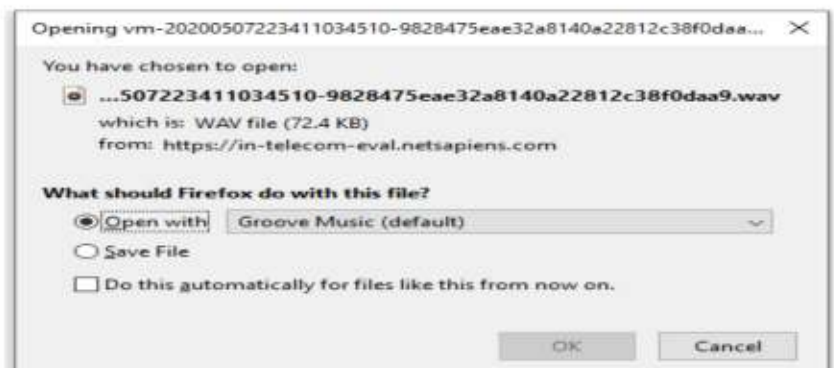 Opening vm-20200507223411034510-9828475eae32a8140a22812c38f0daa...
You have chosen to open:
...507223411034510-9828475eae32a8140a22812c38f0daa9.wav
which is: WAV file (72.4 KB)
from: https://in-telecom-eval.netsapiens.com
What should Firefox do with this file?
Open with Groove Music (default)
Save File
Do this automatically for files like this from now on.
OK Cancel